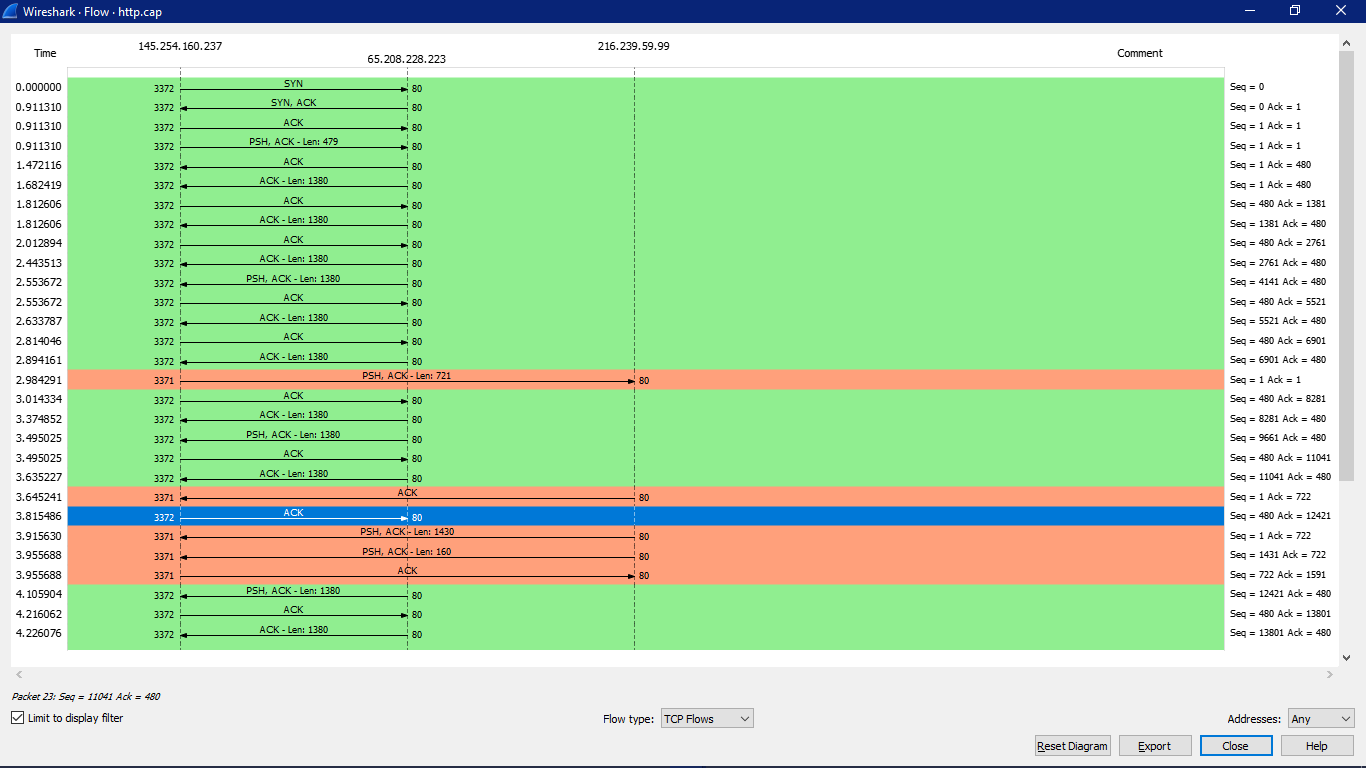 Wireshark · Flow · http.cap
145.254.160.237 216.239.59.99
Time 65.208.228.223 Comment
0.000000 3372 SYN 80 Seq = 0
0.911310 3372 SYN, ACK 80 Seq = 0 Ack = 1
0.911310 3372 ACK 80 Seq = 1 Ack = 1
0.911310 3372 PSH, ACK - Len: 479 80 Seq = 1 Ack = 1
1.472116 3372 ACK 80 Seq = 1 Ack = 480
1.682419 3372 ACK - Len: 1380 80 Seq = 1 Ack = 480
1.812606 3372 ACK 80 Seq = 480 Ack = 1381
1.812606 3372 ACK - Len: 1380 80 Seq = 1381 Ack = 480
2.012894 3372 ACK 80 Seq = 480 Ack = 2761
2.443513 3372 ACK - Len: 1380 80 Seq = 2761 Ack = 480
2.553672 3372 PSH, ACK - Len: 1380 80 Seq = 4141 Ack = 480
2.553672 3372 ACK 80 Seq = 480 Ack = 5521
2.633787 3372 ACK - Len: 1380 80 Seq = 5521 Ack = 480
2.814046 3372 ACK 80 Seq = 480 Ack = 6901
2.894161 3372 ACK - Len: 1380 80 Seq = 6901 Ack = 480
2.984291 3371 PSH, ACK - Len: 721 80 Seq = 1 Ack = 1
3.014334 3372 ACK 80 Seq = 480 Ack = 8281
3.374852 3372 ACK - Len: 1380 80 Seq = 8281 Ack = 480
3.495025 3372 PSH, ACK - Len: 1380 80 Seq = 9661 Ack = 480
3.495025 3372 ACK 80 Seq = 480 Ack = 11041
3.635227 3372 ACK - Len: 1380 80 Seq = 11041 Ack = 480
3.645241 3371 ACK 80 Seq = 1 Ack = 722
3.815486 3372 ACK 80 Seq = 480 Ack = 12421
3.915630 3371 PSH, ACK - Len: 1430 80 Seq = 1 Ack = 722
3.955688 3371 PSH, ACK - Len: 160 80 Seq = 1431 Ack = 722
3.955688 3371 ACK 80 Seq = 722 Ack = 1591
4.105904 3372 PSH, ACK - Len: 1380 80 Seq = 12421 Ack = 480
4.216062 3372 ACK 80 Seq = 480 Ack = 13801
4.226076 3372 ACK - Len: 1380 80 Seq = 13801 Ack = 480
Packet 23: Seq = 11041 Ack = 480
Limit to display filter Flow type: TCP Flows Addresses: Any
Reset Diagram Export Close Help